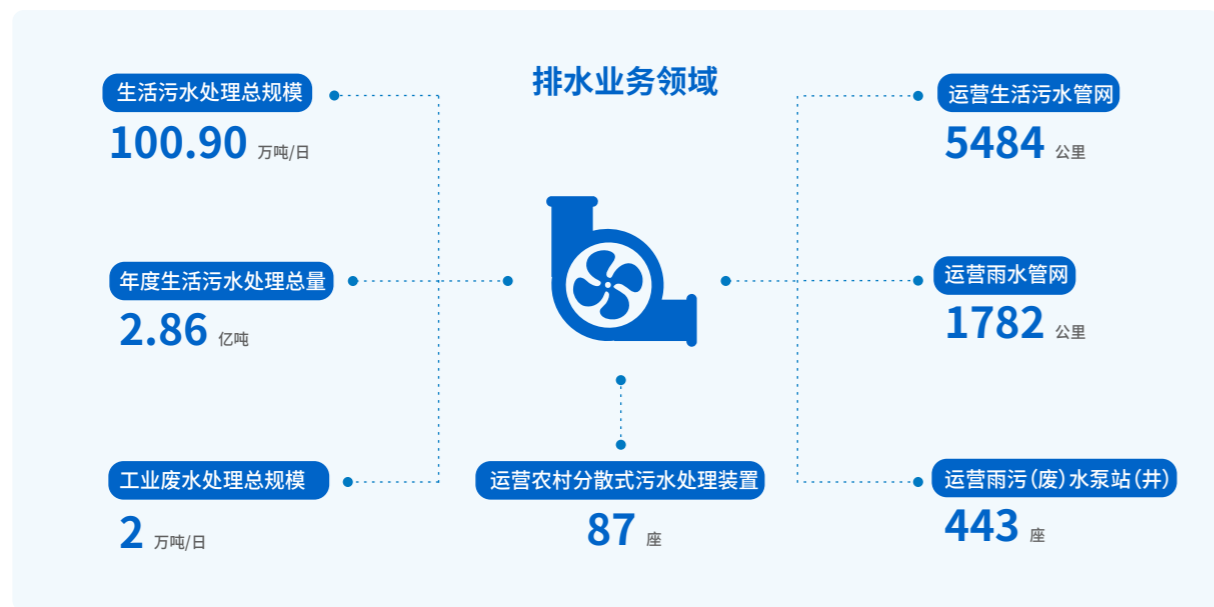 排水业务领域
生活污水处理总规模
100.90 万吨/日
年度生活污水处理总量
2.86 亿吨
工业废水处理总规模
2 万吨/日
运营农村分散式污水处理装置
87 座
运营生活污水管网
5484 公里
运营雨水管网
1782 公里
运营雨污(废)水泵站(井)
443 座